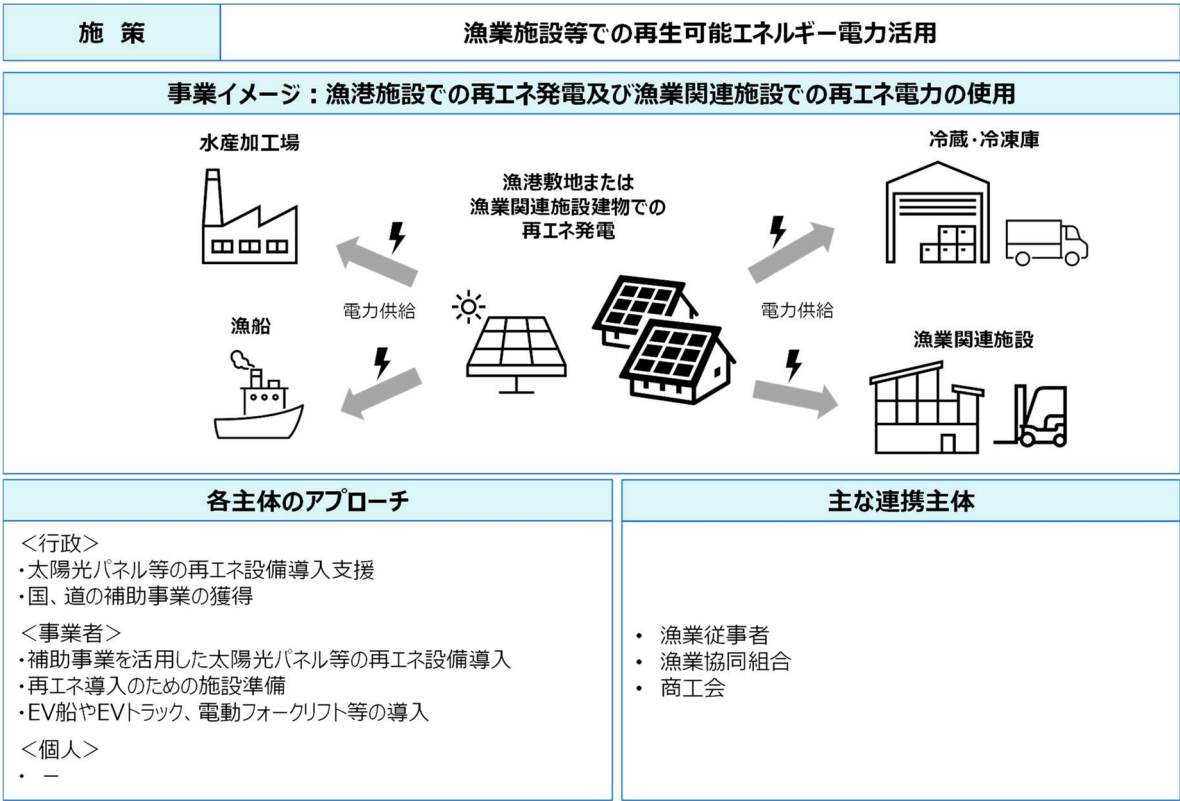 施 策
漁業施設等での再生可能エネルギー電力活用
事業イメージ：漁港施設での再エネ発電及び漁業関連施設での再エネ電力の使用
水産加工場
冷蔵・冷凍庫
漁港敷地または
漁業関連施設建物での
再エネ発電
電力供給
電力供給
漁船
漁業関連施設
各主体のアプローチ
＜行政＞
・太陽光パネル等の再エネ設備導入支援
・国、道の補助事業の獲得
＜事業者＞
・補助事業を活用した太陽光パネル等の再エネ設備導入
・再エネ導入のための施設準備
・EV船やEVトラック、電動フォークリフト等の導入
＜個人＞
・ －
主な連携主体
• 漁業従事者
• 漁業協同組合
• 商工会